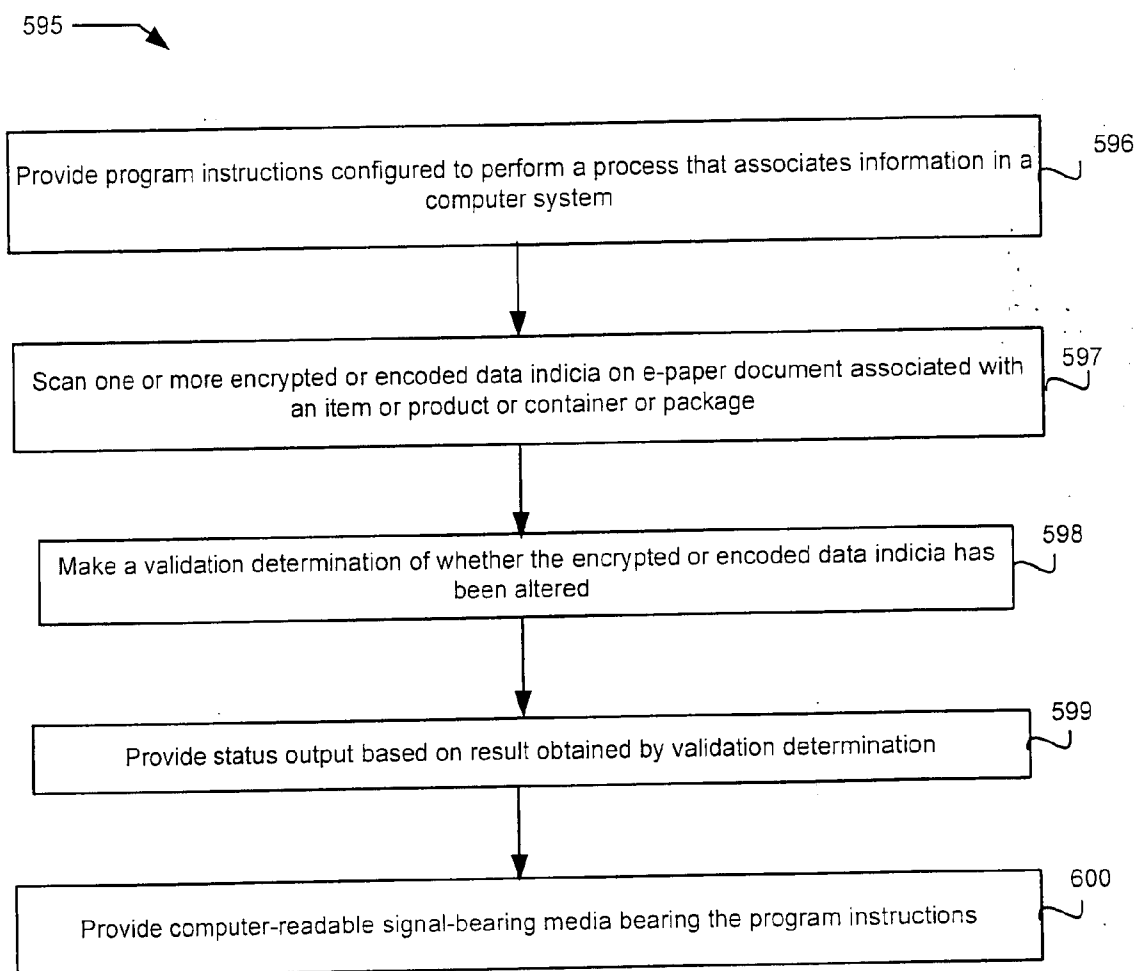 595
Provide program instructions configured to perform a process that associates information in a
computer system
596
Scan one or more encrypted or encoded data indicia on e-paper document associated with
an item or product or container or package
597
Make a validation determination of whether the encrypted or encoded data indicia has
been altered
598
Provide status output based on result obtained by validation determination
599
Provide computer-readable signal-bearing media bearing the program instructions
600